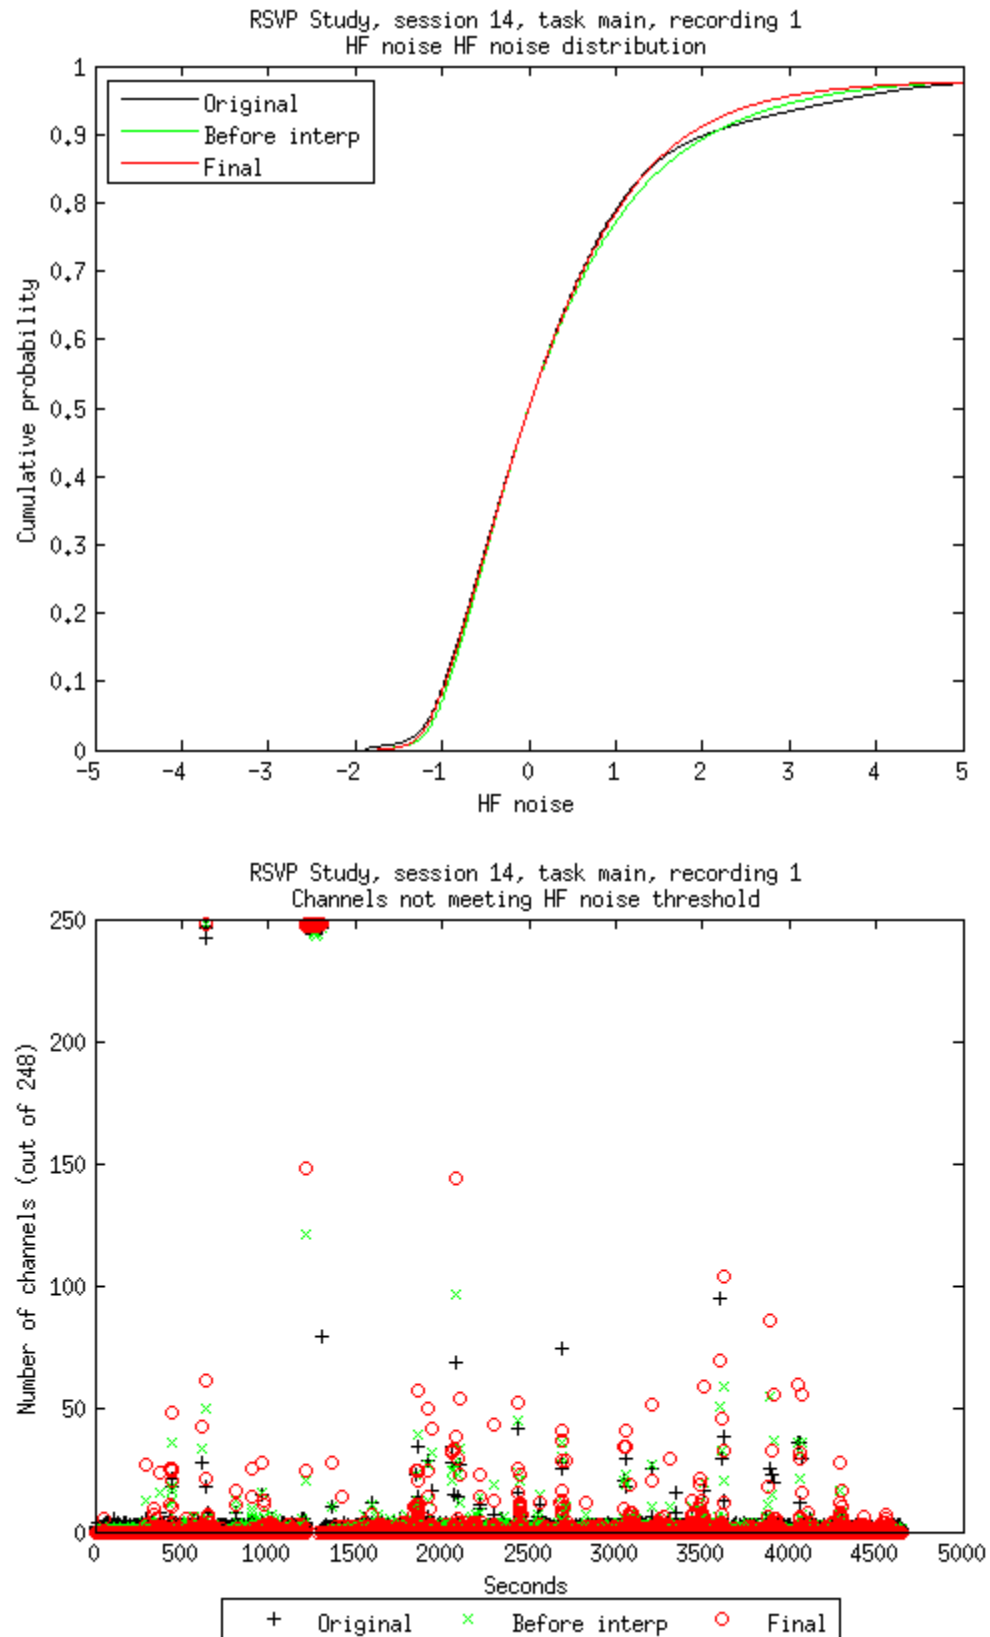 RSVP Study, session 14, task main, recording 1
HF noise HF noise distribution
1
0.9
0.8
0.7
0.6
0.5
0.4
0.3
0.2
0.1
0
Cumulative probability
Original
Before interp
Final
-5 -4 -3 -2 -1 0 1 2 3 4 5
HF noise
RSVP Study, session 14, task main, recording 1
Channels not meeting HF noise threshold
250
200
150
100
50
0
Number of channels (out of 248)
0 500 1000 1500 2000 2500 3000 3500 4000 4500 5000
Seconds
Original Before interp Final